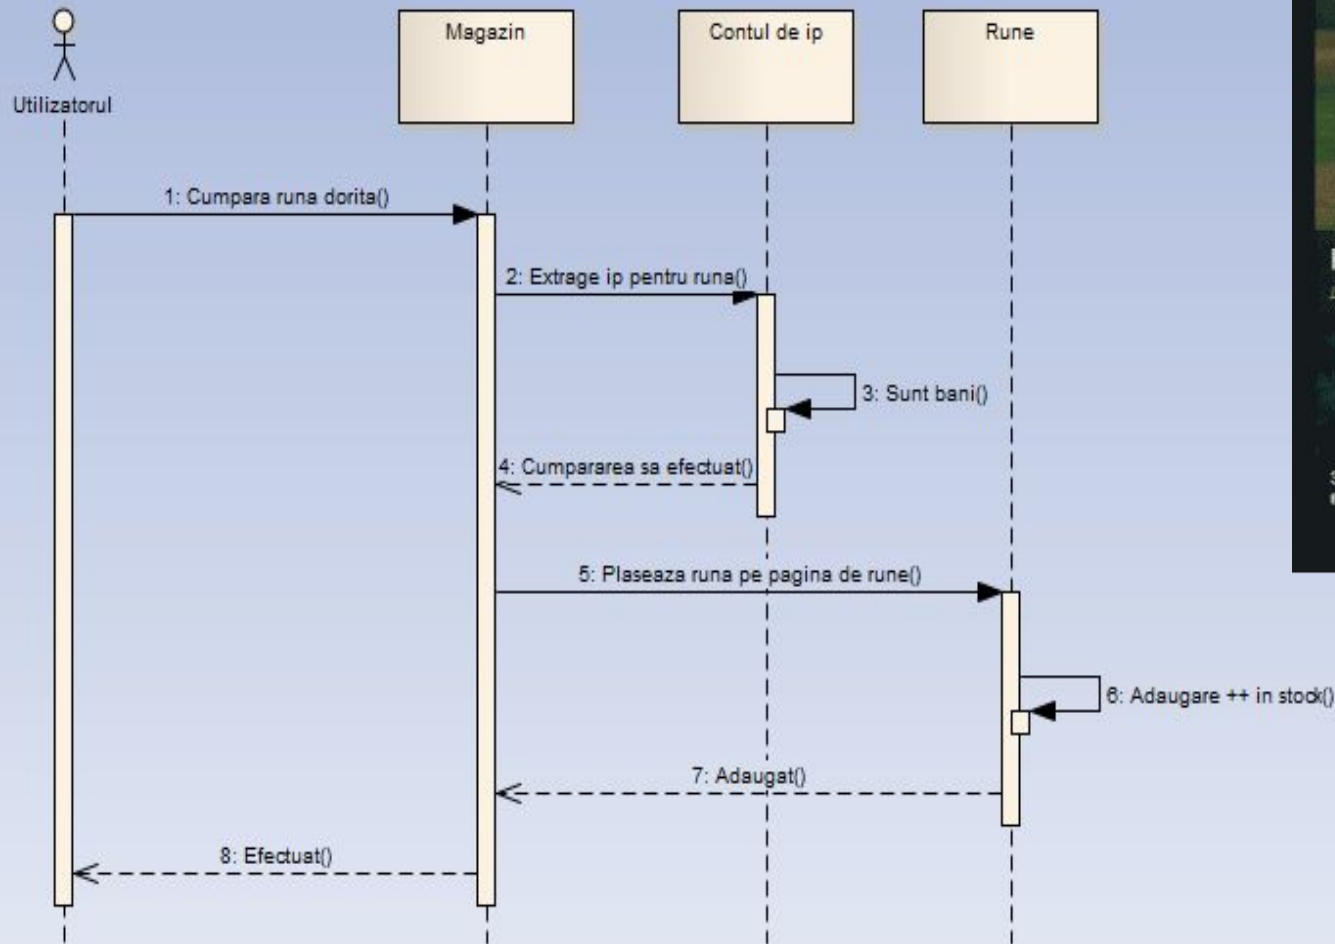 Utilizatorul
Magazin
Contul de ip
Rune
1: Cumpara runa dorita()
2: Extrage ip pentru runa()
3: Sunt bani()
4: Cumpararea sa efectuat()
5: Plaseaza runa pe pagina de rune()
6: Adaugare ++ in stock()
7: Adaugat()
8: Efectuat()